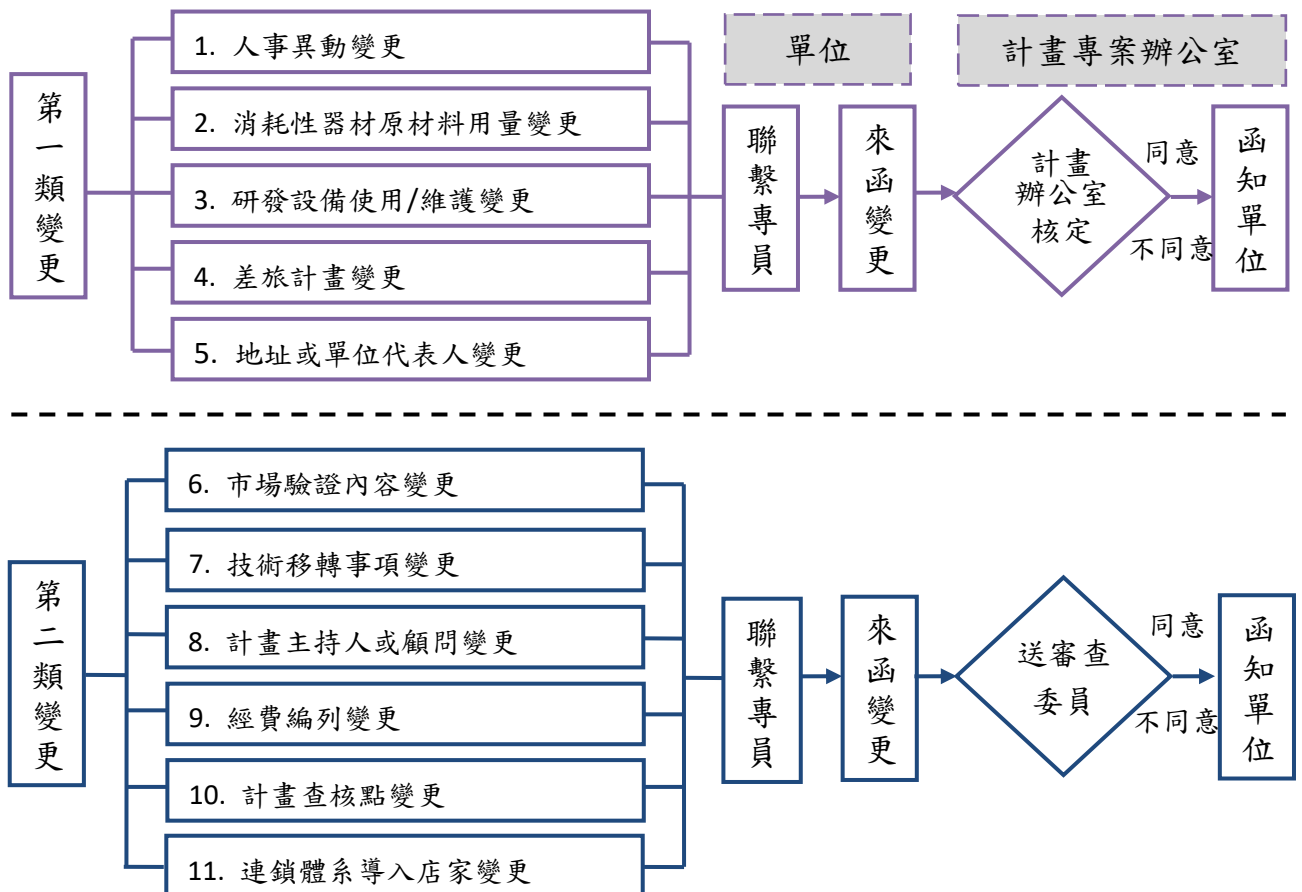 單位
計畫專案辦公室
第一類變更
1. 人事異動變更
2. 消耗性器材原材料用量變更
3. 研發設備使用/維護變更
4. 差旅計畫變更
5. 地址或單位代表人變更
聯繫專員
來函變更
計畫
辦公室
核定
同意
不同意
函知單位
第二類變更
6. 市場驗證內容變更
7. 技術移轉事項變更
8. 計畫主持人或顧問變更
9. 經費編列變更
10. 計畫查核點變更
11. 連鎖體系導入店家變更
聯繫專員
來函變更
送審查
委員
同意
不同意
函知單位